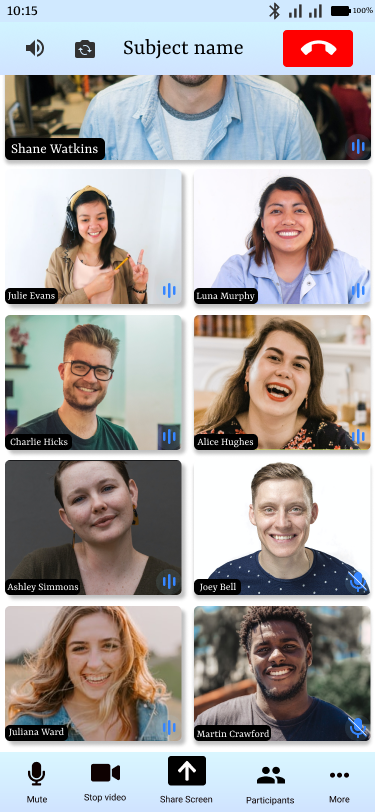 10:15 100%
Subject name
Shane Watkins
Julie Evans Luna Murphy
Charlie Hicks Alice Hughes
Ashley Simmons Joey Bell
Juliana Ward Martin Crawford
Mute Stop video Share Screen Participants More